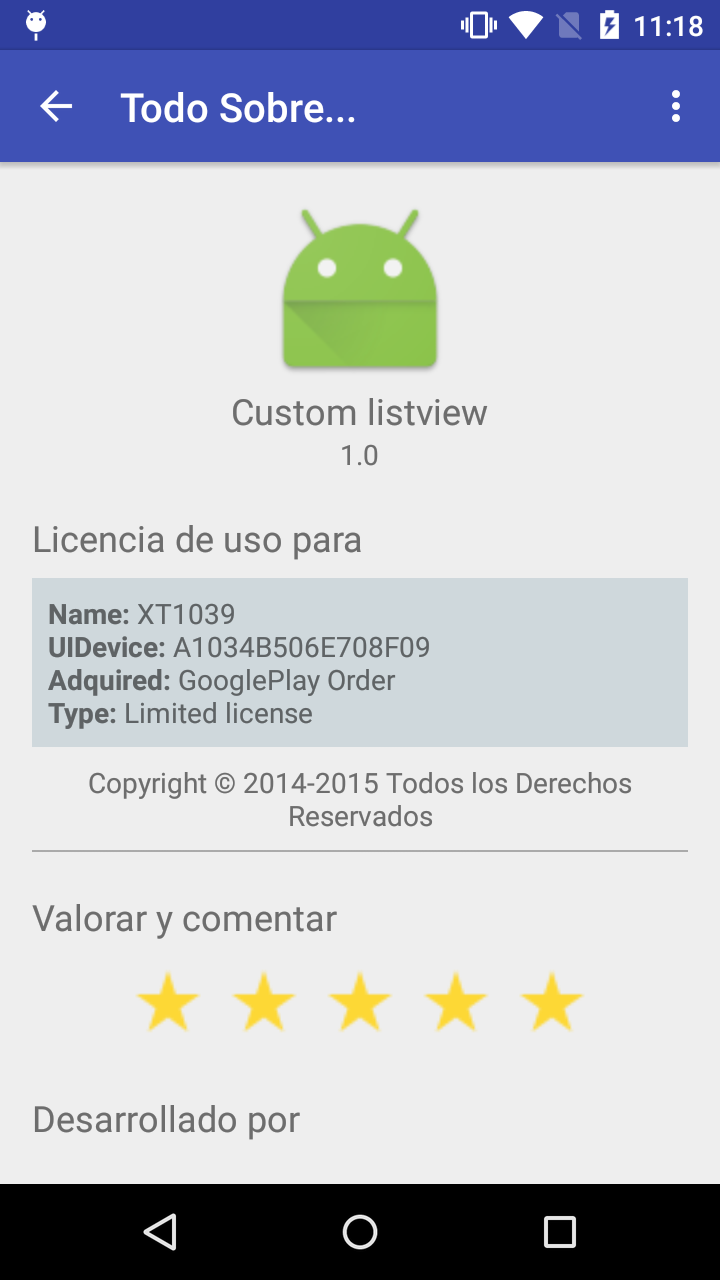 11:18
Todo Sobre...
Custom listview
1.0
Licencia de uso para
Name: XT1039
UIDevice: A1034B506E708F09
Adquired: GooglePlay Order
Type: Limited license
Copyright © 2014-2015 Todos los Derechos
Reservados
Valorar y comentar
Desarrollado por